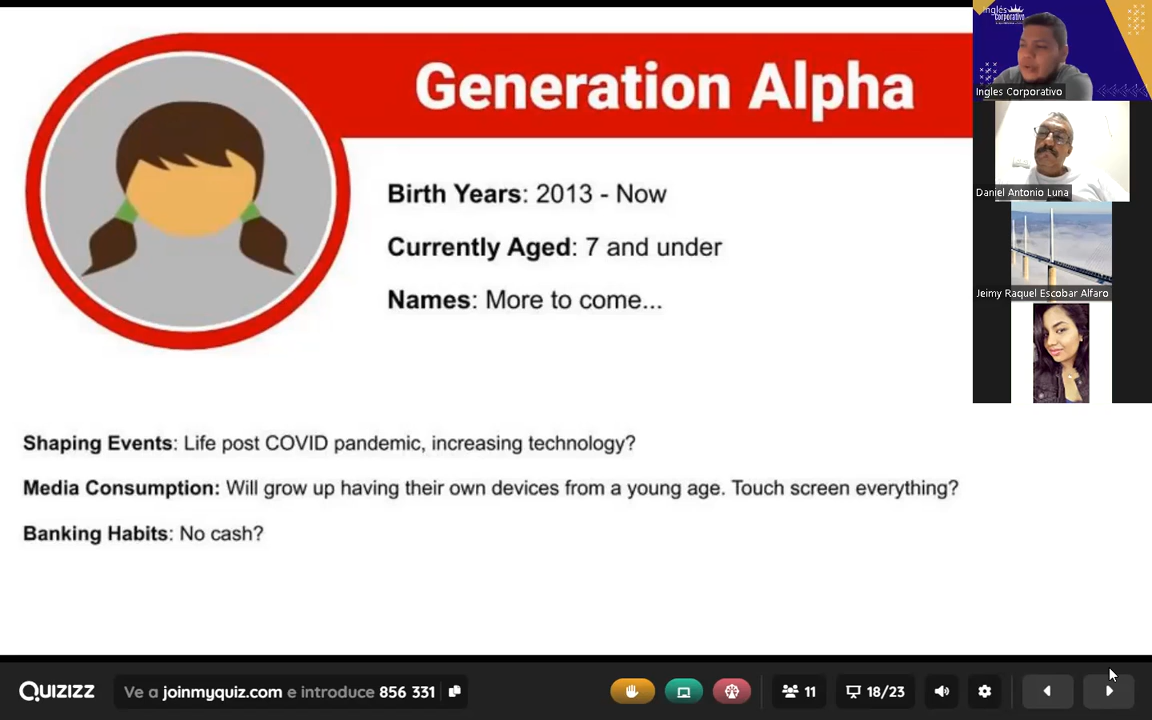 Generation Alpha
Birth Years: 2013 - Now
Currently Aged: 7 and under
Names: More to come...
Shaping Events: Life post COVID pandemic, increasing technology?
Media Consumption: Will grow up having their own devices from a young age. Touch screen everything?
Banking Habits: No cash?
Inglés
Corporativo
Ingles Corporativo
Daniel Antonio Luna
Jeimy Raquel Escobar Alfaro
QUIZIZZ
Ve a joinmyquiz.com e introduce 856 331
11
18/23